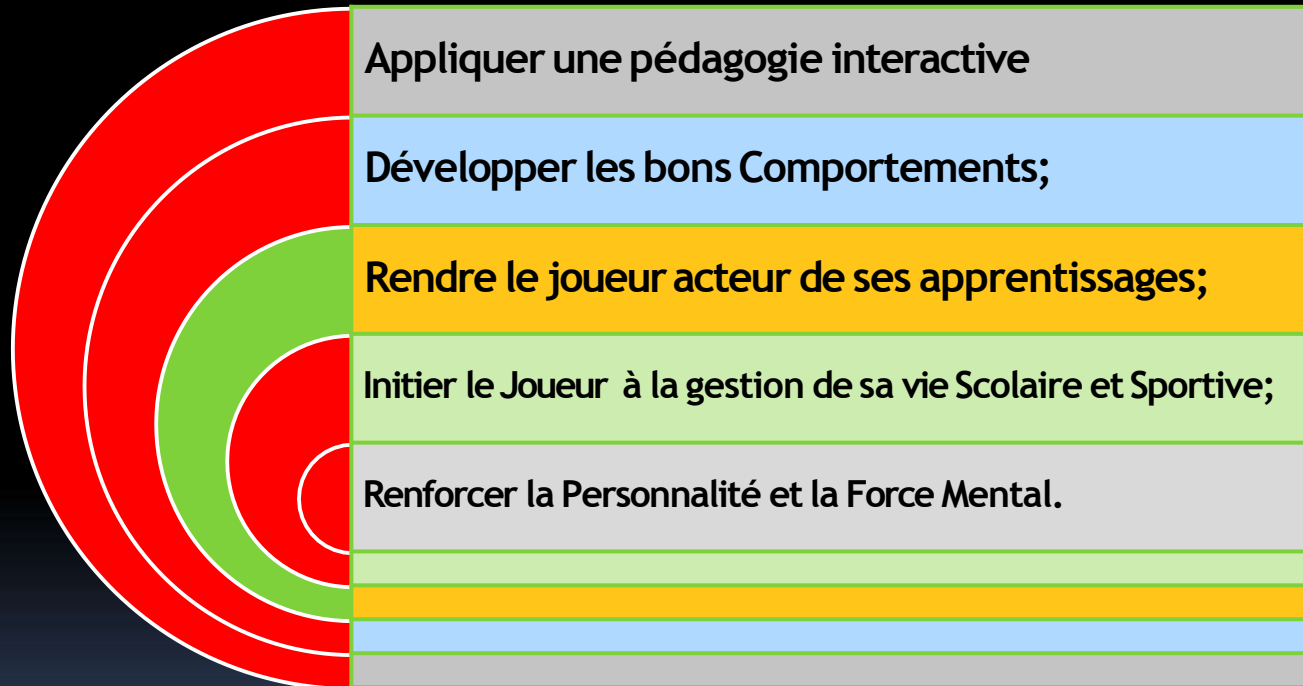 Appliquer une pédagogie interactive
Développer les bons Comportements;
Rendre le joueur acteur de ses apprentissages;
Initier le Joueur à la gestion de sa vie Scolaire et Sportive;
Renforcer la Personnalité et la Force Mental.